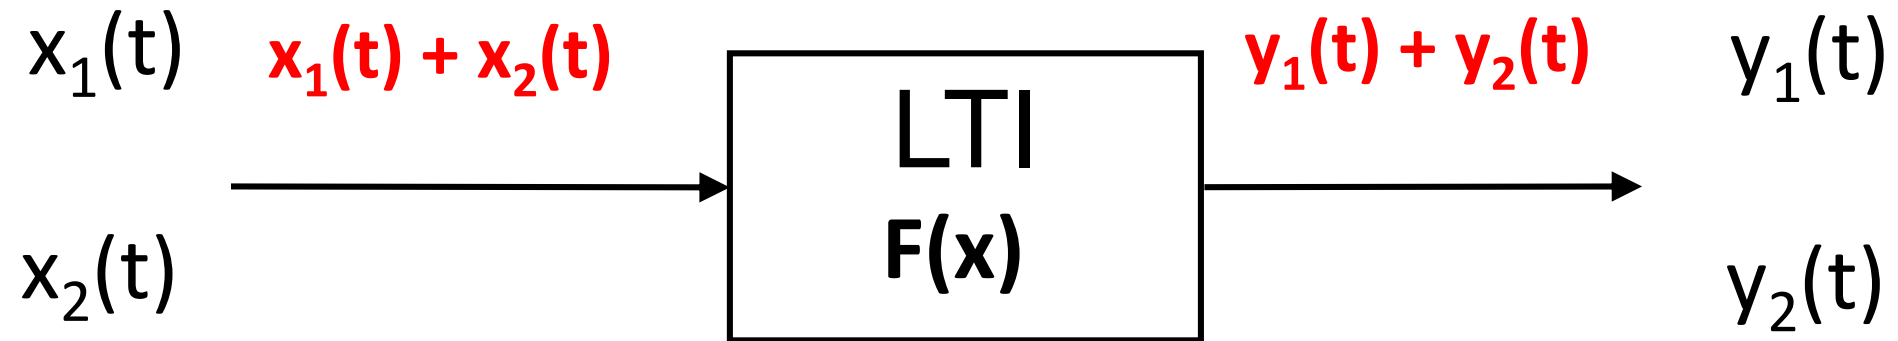 x₁(t) x₁(t) + x₂(t) y₁(t) + y₂(t) y₁(t)
LTI
F(x)
x₂(t) y₂(t)